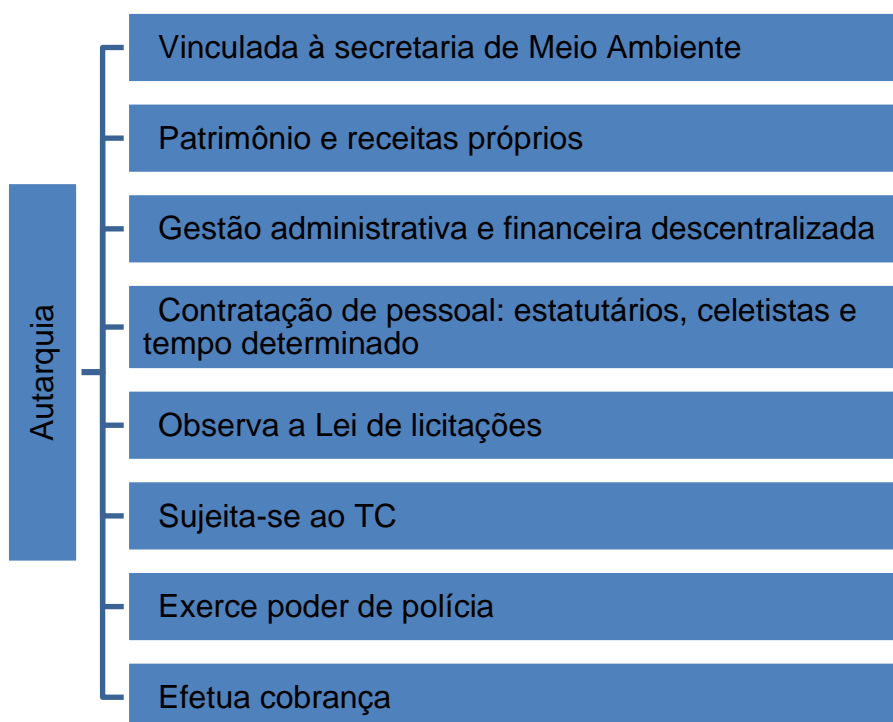 Autarquia
Vinculada à secretaria de Meio Ambiente
Patrimônio e receitas próprios
Gestão administrativa e financeira descentralizada
Contratação de pessoal: estatutários, celetistas e
tempo determinado
Observa a Lei de licitações
Sujeita-se ao TC
Exerce poder de polícia
Efetua cobrança